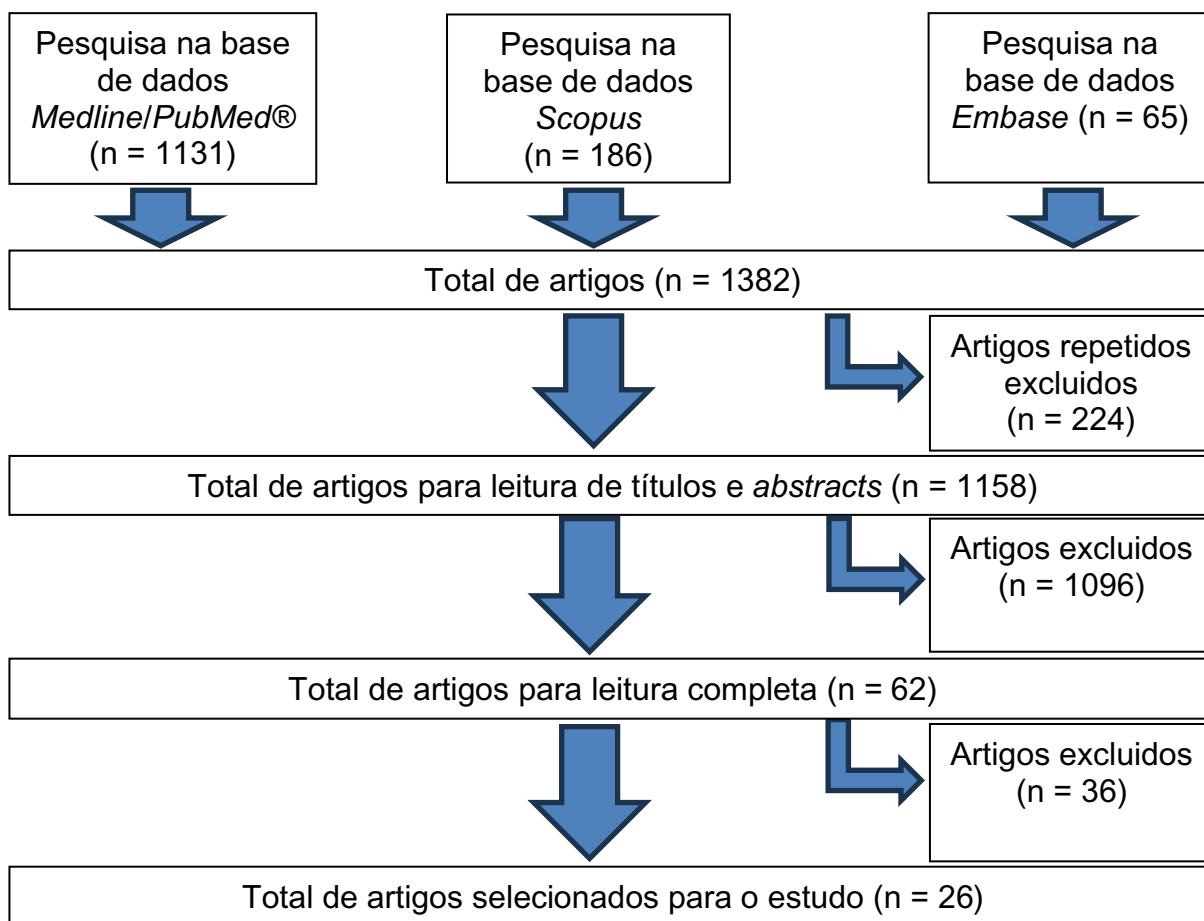 Pesquisa na base
de dados
Medline/PubMed®
(n = 1131)
Pesquisa na
base de dados
Scopus
(n = 186)
Pesquisa na
base de dados
Embase (n = 65)
Total de artigos (n = 1382)
Artigos repetidos
excluidos
(n = 224)
Total de artigos para leitura de títulos e abstracts (n = 1158)
Artigos excluidos
(n = 1096)
Total de artigos para leitura completa (n = 62)
Artigos excluidos
(n = 36)
Total de artigos selecionados para o estudo (n = 26)